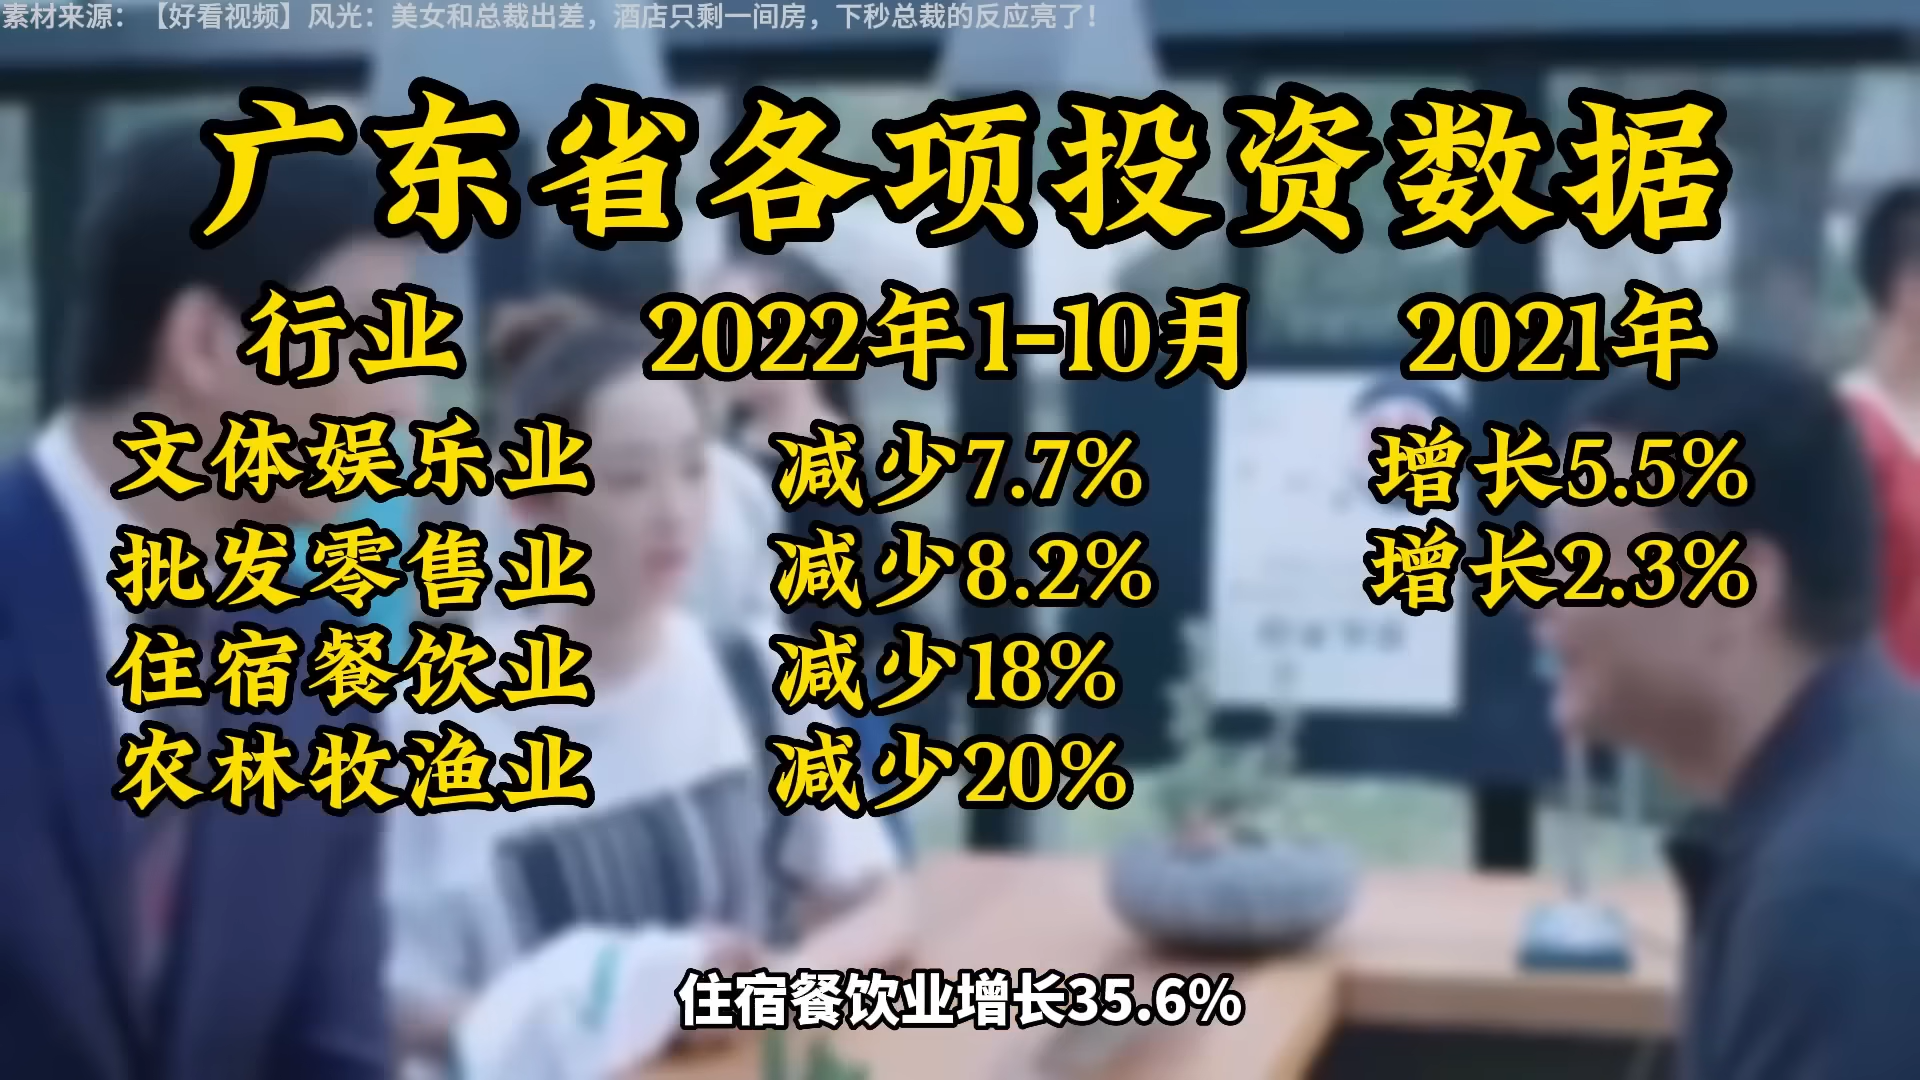 素材来源：【好看视频】风光：美女和总裁出差，酒店只剩一间房，下秒总裁的反应亮了！
广东省各项投资数据
行业 2022年1-10月 2021年
文体娱乐业 减少7.7% 增长5.5%
批发零售业 减少8.2% 增长2.3%
住宿餐饮业 减少18%
农林牧渔业 减少20%
住宿餐饮业增长35.6%